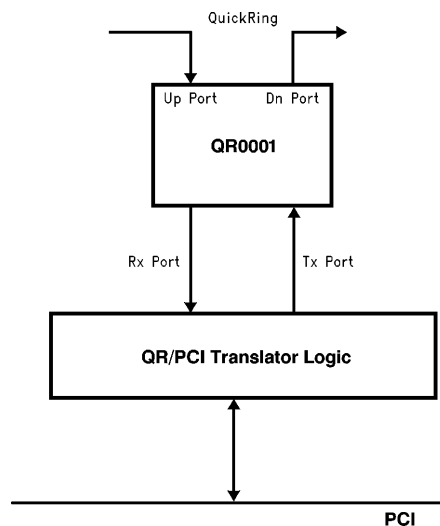 QuickRing
Up Port Dn Port
QR0001
Rx Port Tx Port
QR/PCI Translator Logic
PCI